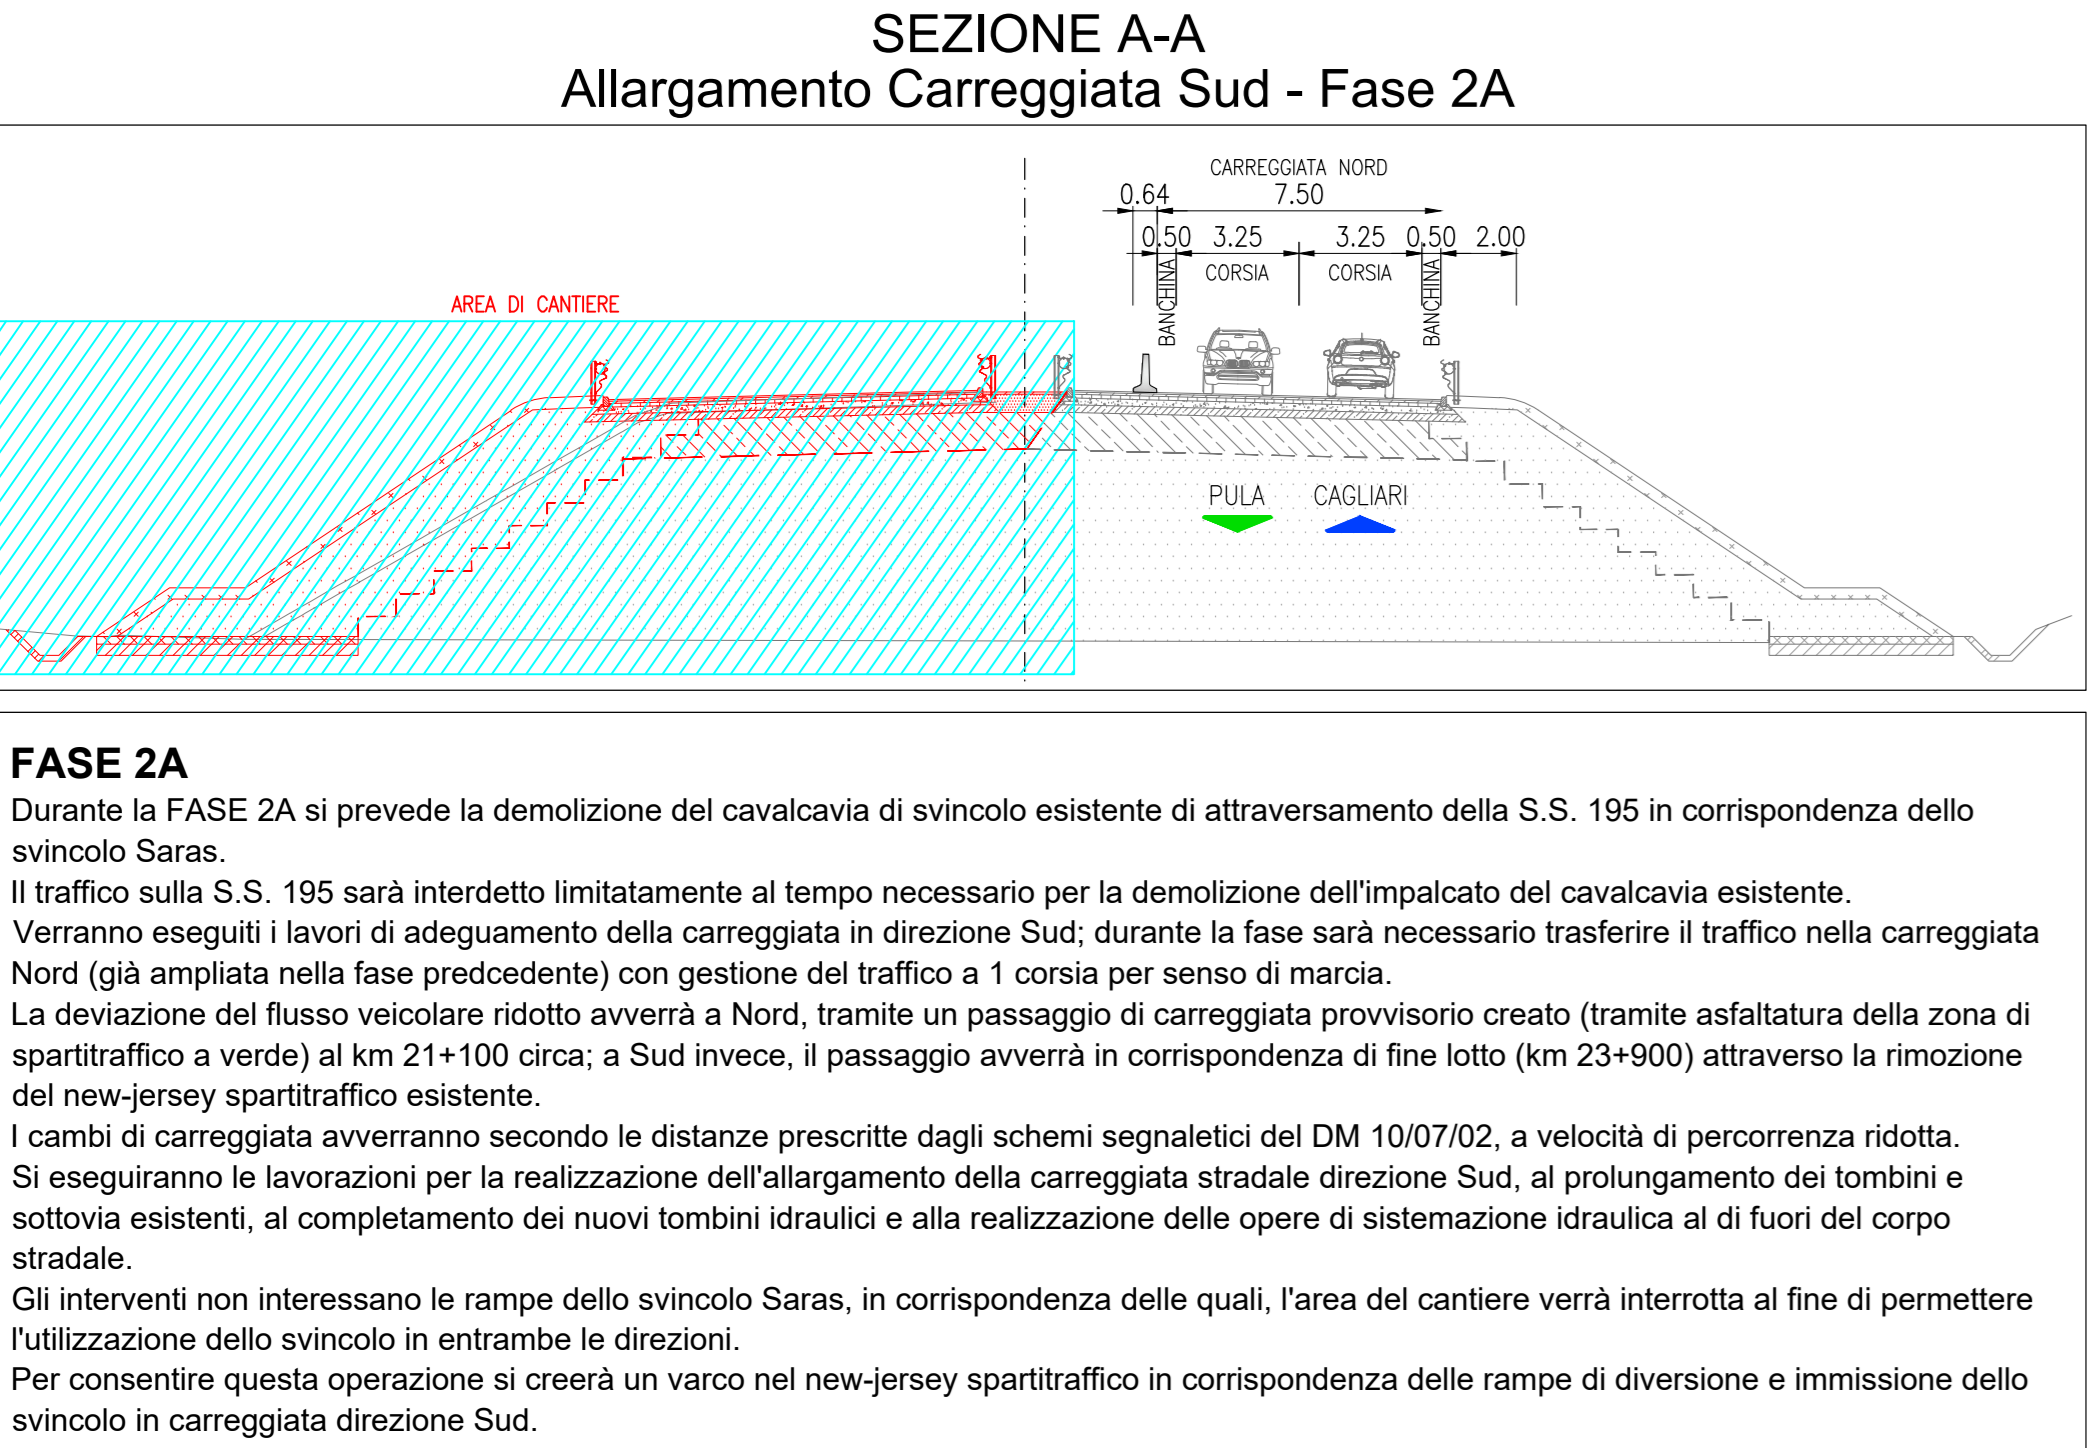 SEZIONE A-A
Allargamento Carreggiata Sud - Fase 2A
CARREGGIATA NORD
0.64 7.50
0.50 3.25 3.25 0.50 2.00
BANCHINA CORSIA CORSIA BANCHINA
AREA DI CANTIERE
PULA CAGLIARI
FASE 2A
Durante la FASE 2A si prevede la demolizione del cavalcavia di svincolo esistente di attraversamento della S.S. 195 in corrispondenza dello
svincolo Saras.
Il traffico sulla S.S. 195 sarà interdetto limitatamente al tempo necessario per la demolizione dell'impalcato del cavalcavia esistente.
Verranno eseguiti i lavori di adeguamento della carreggiata in direzione Sud; durante la fase sarà necessario trasferire il traffico nella carreggiata
Nord (già ampliata nella fase predcedente) con gestione del traffico a 1 corsia per senso di marcia.
La deviazione del flusso veicolare ridotto avverrà a Nord, tramite un passaggio di carreggiata provvisorio creato (tramite asfaltatura della zona di
spartitraffico a verde) al km 21+100 circa; a Sud invece, il passaggio avverrà in corrispondenza di fine lotto (km 23+900) attraverso la rimozione
del new-jersey spartitraffico esistente.
I cambi di carreggiata avverranno secondo le distanze prescritte dagli schemi segnaletici del DM 10/07/02, a velocità di percorrenza ridotta.
Si eseguiranno le lavorazioni per la realizzazione dell'allargamento della carreggiata stradale direzione Sud, al prolungamento dei tombini e
sottovia esistenti, al completamento dei nuovi tombini idraulici e alla realizzazione delle opere di sistemazione idraulica al di fuori del corpo
stradale.
Gli interventi non interessano le rampe dello svincolo Saras, in corrispondenza delle quali, l'area del cantiere verrà interrotta al fine di permettere
l'utilizzazione dello svincolo in entrambe le direzioni.
Per consentire questa operazione si creerà un varco nel new-jersey spartitraffico in corrispondenza delle rampe di diversione e immissione dello
svincolo in carreggiata direzione Sud.